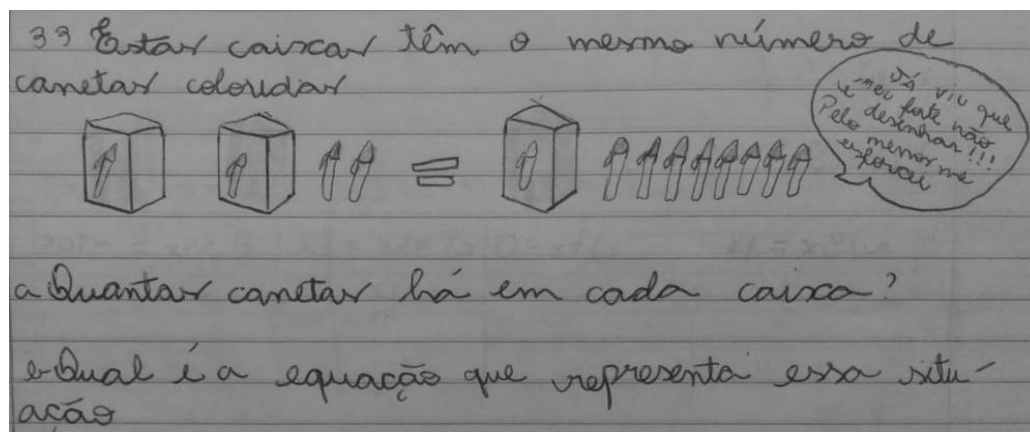 33 Estas caixas têm o mesmo número de
canetas coloridas
Já viu que
meu forte não
é desenhar!!!
Pelo menos me
esforcei
=
a Quantas canetas há em cada caixa?
b Qual é a equação que representa essa situ-
ação